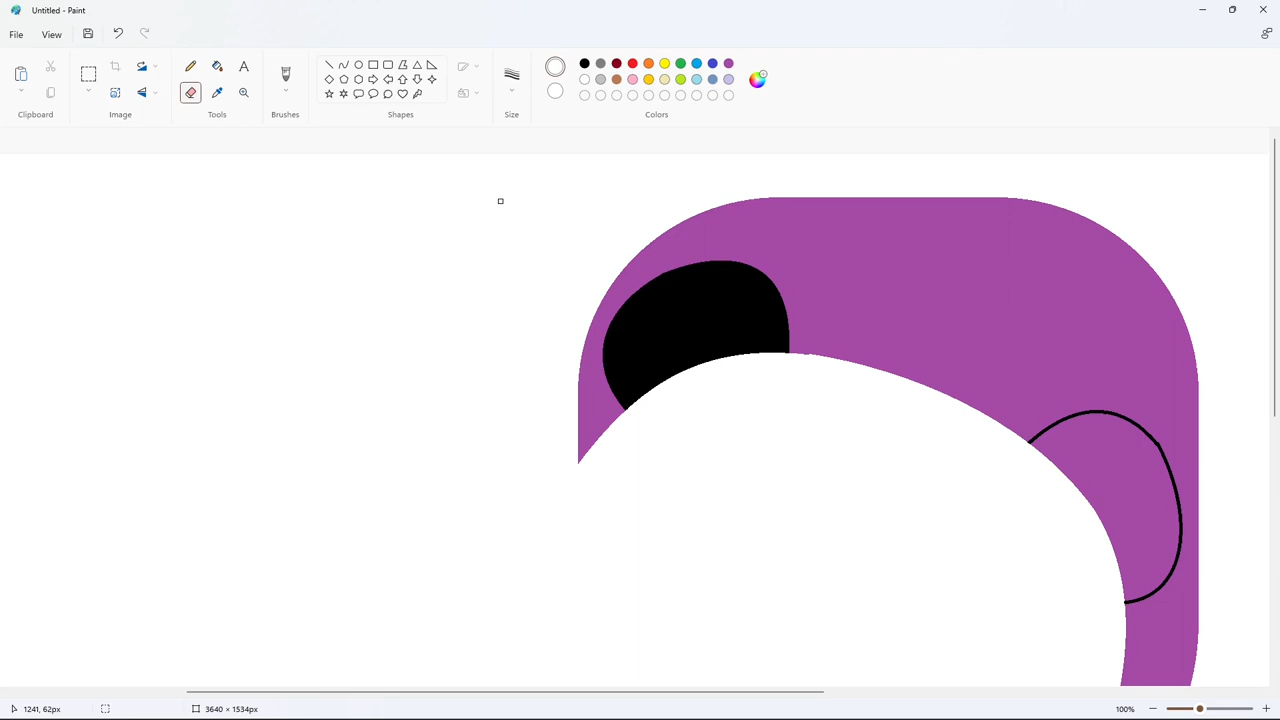 Untitled - Paint
File View
Clipboard Image Tools Brushes Shapes Size Colors
1241, 62px 3640 × 1534px 100%